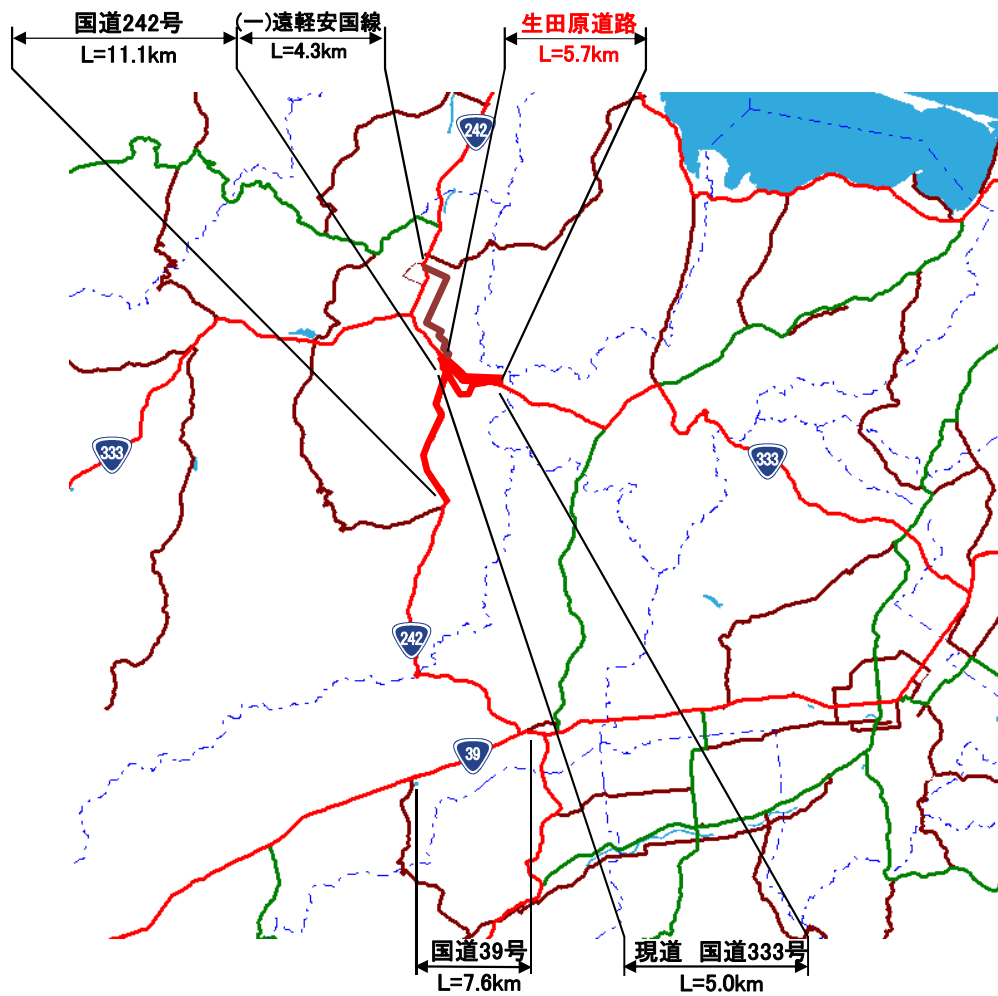 国道242号
L=11.1km
(一)遠軽安国線
L=4.3km
生田原道路
L=5.7km
242
333
333
242
39
国道39号
L=7.6km
現道　国道333号
L=5.0km